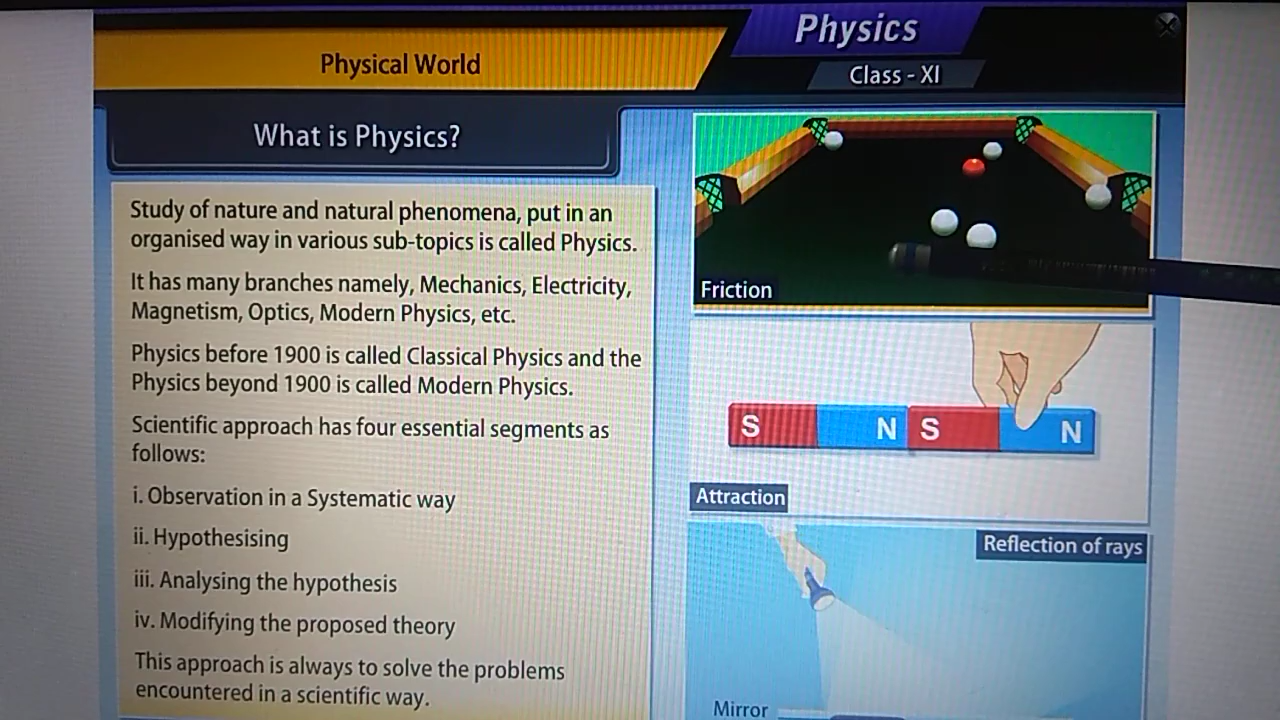 Physics
Physical World
Class - XI
What is Physics?
Study of nature and natural phenomena, put in an
organised way in various sub-topics is called Physics.
It has many branches namely, Mechanics, Electricity,
Magnetism, Optics, Modern Physics, etc.
Physics before 1900 is called Classical Physics and the
Physics beyond 1900 is called Modern Physics.
Scientific approach has four essential segments as
follows:
i. Observation in a Systematic way
ii. Hypothesising
iii. Analysing the hypothesis
iv. Modifying the proposed theory
This approach is always to solve the problems
encountered in a scientific way.
Friction
S N S N
Attraction
Reflection of rays
Mirror